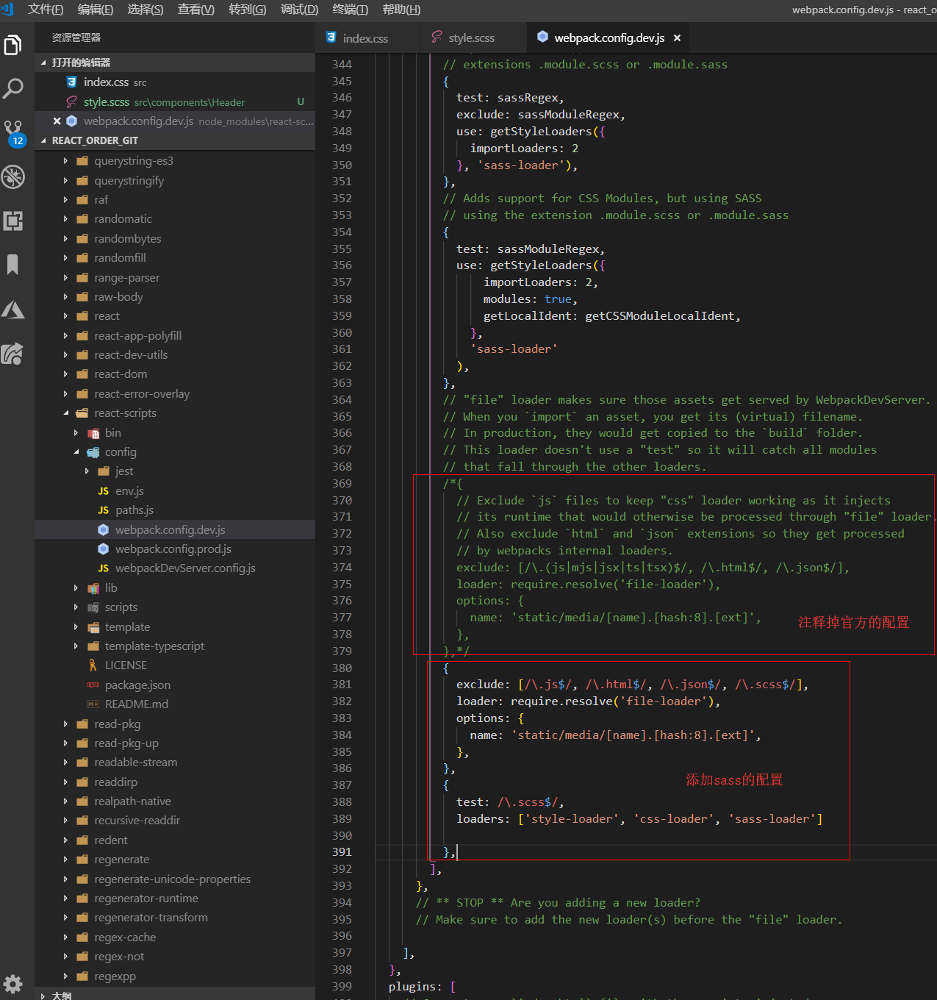 文件(F) 编辑(E) 选择(S) 查看(V) 转到(G) 调试(D) 终端(T) 帮助(H) webpack.config.dev.js - react_o
资源管理器
打开的编辑器
index.css src
style.scss src\components\Header U
webpack.config.dev.js node_modules\react-sc...
12
REACT_ORDER_GIT
querystring-es3
querystringify
raf
randomatic
randombytes
randomfill
range-parser
raw-body
react
react-app-polyfill
react-dev-utils
react-dom
react-error-overlay
react-scripts
bin
config
jest
JS env.js
JS paths.js
webpack.config.dev.js
webpack.config.prod.js
JS webpackDevServer.config.js
lib
scripts
template
template-typescript
LICENSE
package.json
README.md
read-pkg
read-pkg-up
readable-stream
readdirp
realpath-native
recursive-readdir
redent
regenerate
regenerate-unicode-properties
regenerator-runtime
regenerator-transform
regex-cache
regex-not
regexpp
大纲
index.css style.scss webpack.config.dev.js
344 // extensions .module.scss or .module.sass
345 {
346 test: sassRegex,
347 exclude: sassModuleRegex,
348 use: getStyleLoaders({
349 importLoaders: 2
350 }, 'sass-loader'),
351 },
352 // Adds support for CSS Modules, but using SASS
353 // using the extension .module.scss or .module.sass
354 {
355 test: sassModuleRegex,
356 use: getStyleLoaders({
357 importLoaders: 2,
358 modules: true,
359 getLocalIdent: getCSSModuleLocalIdent,
360 },
361 'sass-loader'
362 ),
363 },
364 // "file" loader makes sure those assets get served by WebpackDevServer.
365 // When you `import` an asset, you get its (virtual) filename.
366 // In production, they would get copied to the `build` folder.
367 // This loader doesn't use a "test" so it will catch all modules
368 // that fall through the other loaders.
369 /*{
370 // Exclude `js` files to keep "css" loader working as it injects
371 // its runtime that would otherwise be processed through "file" loader.
372 // Also exclude `html` and `json` extensions so they get processed
373 // by webpacks internal loaders.
374 exclude: [/\.(js|mjs|jsx|ts|tsx)$/, /\.html$/, /\.json$/],
375 loader: require.resolve('file-loader'),
376 options: {
377 name: 'static/media/[name].[hash:8].[ext]',
注释掉官方的配置
378 },
379 },*/
380 {
381 exclude: [/\.js$/, /\.html$/, /\.json$/, /\.scss$/],
382 loader: require.resolve('file-loader'),
383 options: {
384 name: 'static/media/[name].[hash:8].[ext]',
385 },
386 },
添加sass的配置
387 {
388 test: /\.scss$/,
389 loaders: ['style-loader', 'css-loader', 'sass-loader']
390
391 },
392 ],
393 },
394 // ** STOP ** Are you adding a new loader?
395 // Make sure to add the new loader(s) before the "file" loader.
396
397 ],
398 },
399 plugins: [